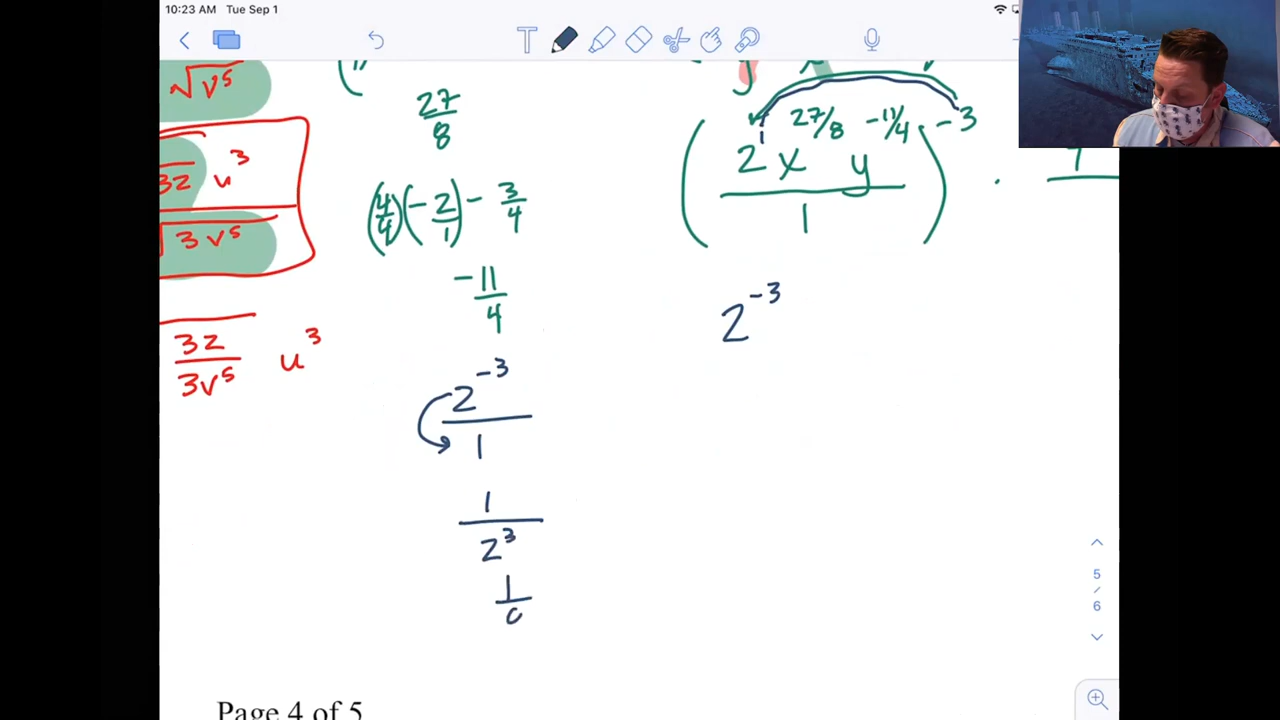 10:23 AM Tue Sep 1
T
√v⁵
27/8
(2x^{27/8} y^{-11/4} / 1)^{-3} ·
32 u³
√3v⁵
(4/4)(-2/1) - 3/4
-11/4
2^{-3}
32/3v⁵ u³
2^{-3}/1
1/2³
1/
5/6
Page 4 of 5